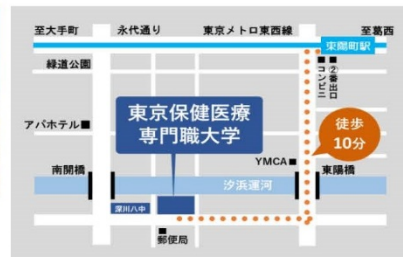 至大手町
永代通り
東京メトロ東西線
至葛西
東陽町駅
緑道公園
コンビニ
②番出口
アパホテル
東京保健医療
専門職大学
徒歩
10分
YMCA
南開橋
東陽橋
汐浜運河
深川八中
郵便局